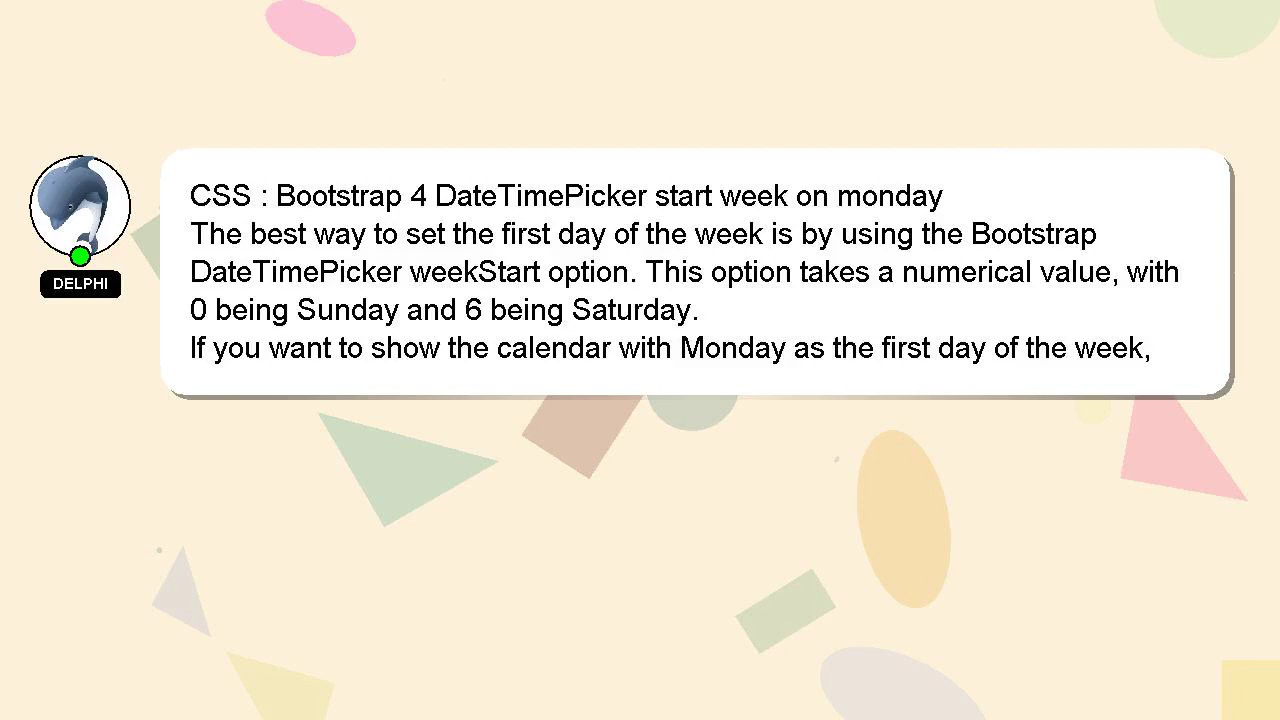 CSS : Bootstrap 4 DateTimePicker start week on monday
The best way to set the first day of the week is by using the Bootstrap
DateTimePicker weekStart option. This option takes a numerical value, with
0 being Sunday and 6 being Saturday.
If you want to show the calendar with Monday as the first day of the week,
DELPHI